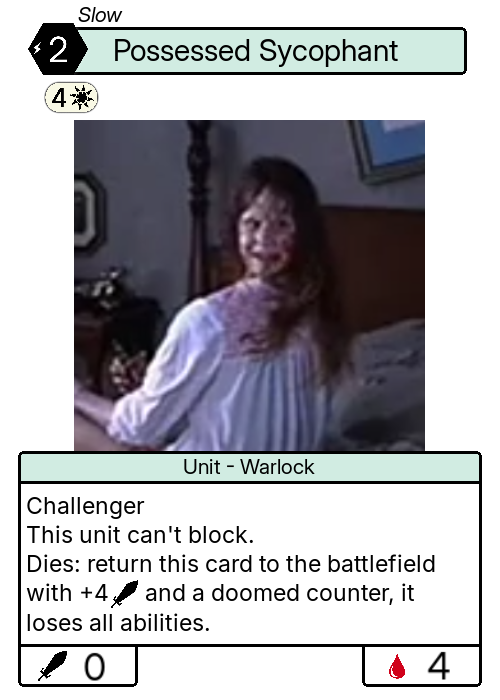 Slow
2 Possessed Sycophant
4
Unit - Warlock
Challenger
This unit can't block.
Dies: return this card to the battlefield
with +4 and a doomed counter, it
loses all abilities.
0 4